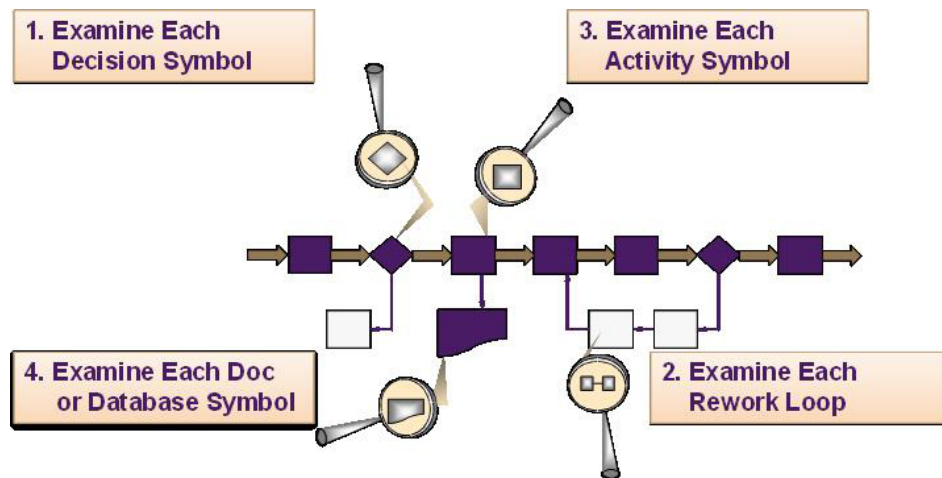 1. Examine Each
Decision Symbol
3. Examine Each
Activity Symbol
4. Examine Each Doc
or Database Symbol
2. Examine Each
Rework Loop